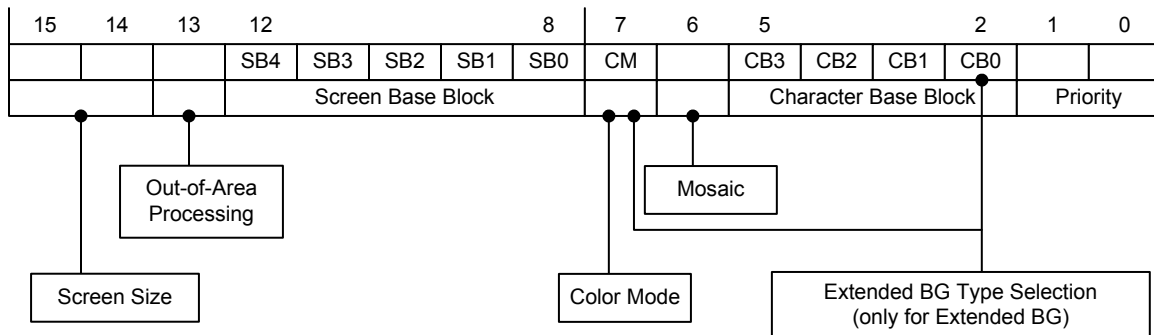 15 14 13 12 8 7 6 5 2 1 0
SB4 SB3 SB2 SB1 SB0 CM CB3 CB2 CB1 CB0
Screen Base Block Character Base Block Priority
Out-of-Area
Processing
Mosaic
Screen Size
Color Mode
Extended BG Type Selection
(only for Extended BG)